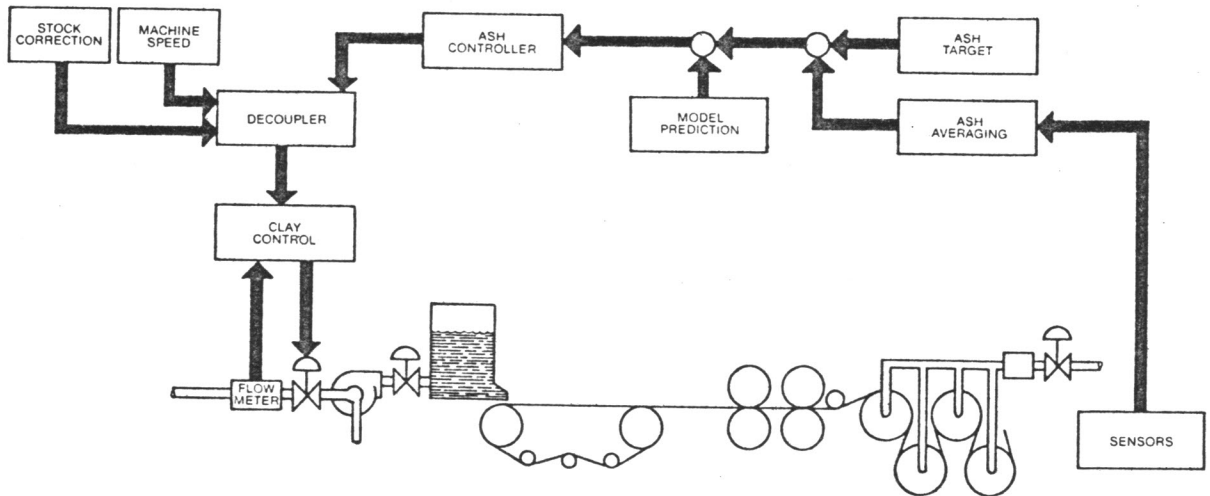 STOCK
CORRECTION
MACHINE
SPEED
ASH
CONTROLLER
ASH
TARGET
DECOUPLER
MODEL
PREDICTION
ASH
AVERAGING
CLAY
CONTROL
FLOW
METER
SENSORS